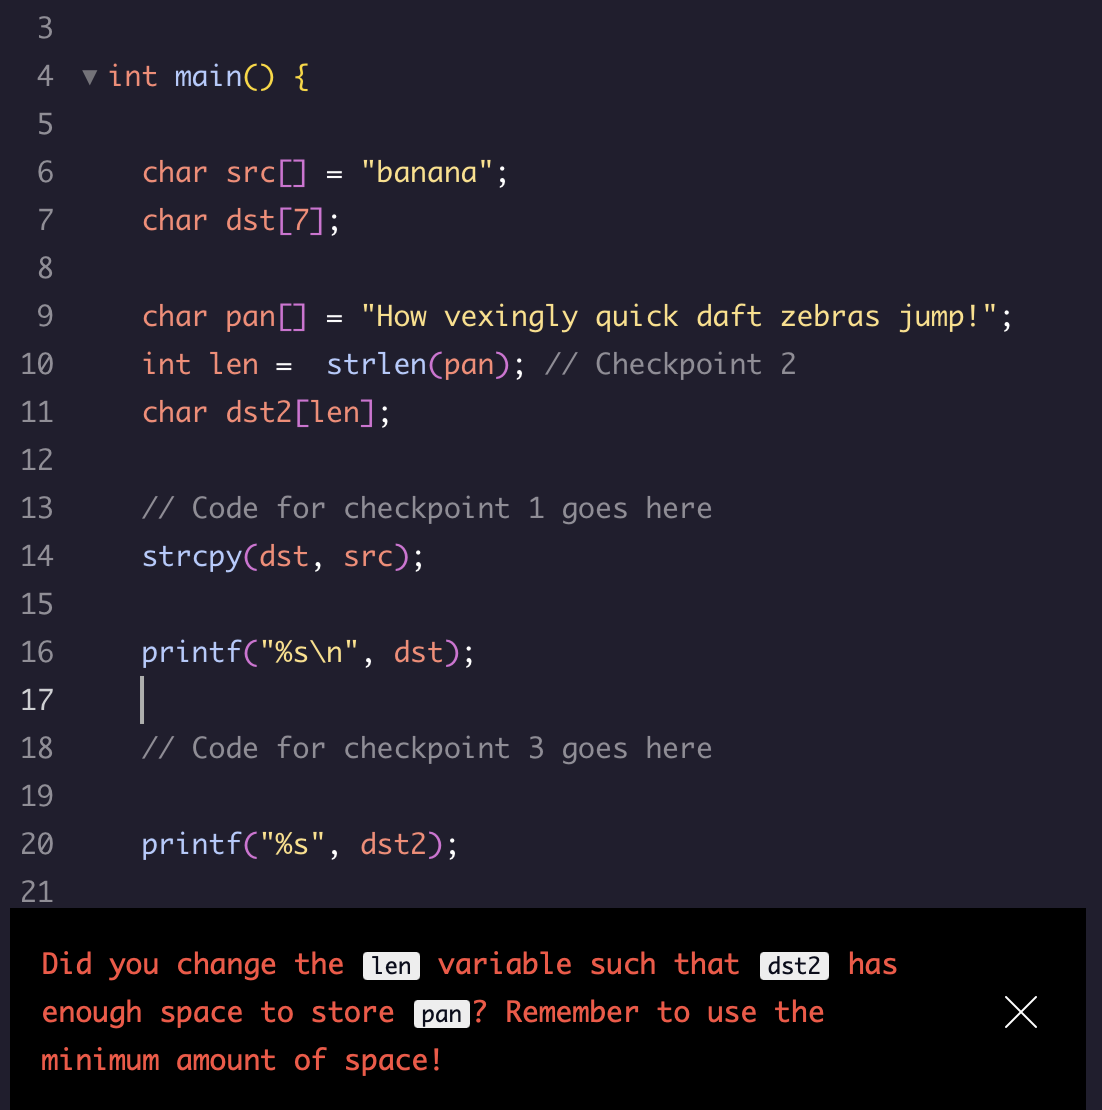 3
4 ▼ int main() {
5
6 char src[] = "banana";
7 char dst[7];
8
9 char pan[] = "How vexingly quick daft zebras jump!";
10 int len =  strlen(pan); // Checkpoint 2
11 char dst2[len];
12
13 // Code for checkpoint 1 goes here
14 strcpy(dst, src);
15
16 printf("%s\n", dst);
17
18 // Code for checkpoint 3 goes here
19
20 printf("%s", dst2);
21
Did you change the len variable such that dst2 has
enough space to store pan? Remember to use the
minimum amount of space!